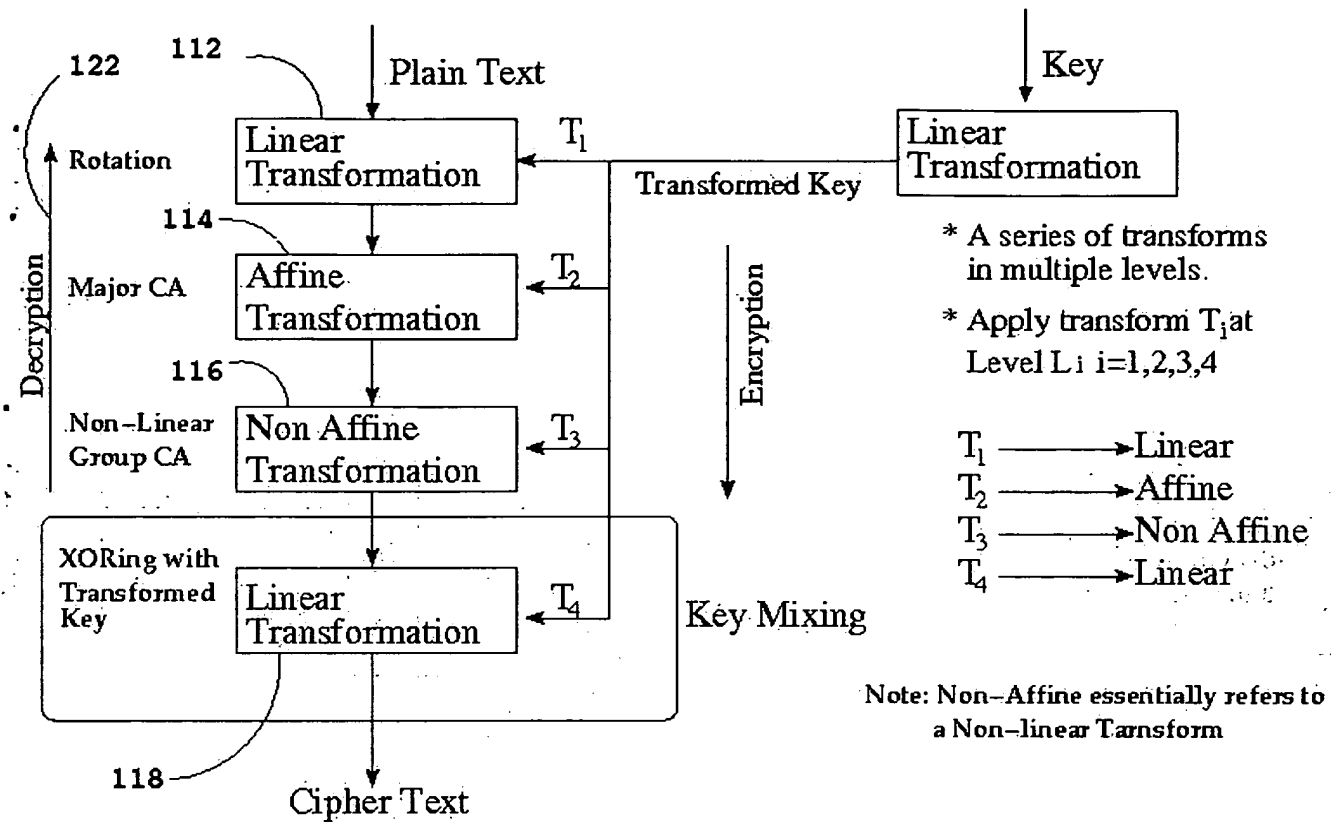 122
112
Plain Text
Key
Rotation
Linear
Transformation
T1
Transformed Key
Linear
Transformation
114
Major CA
Affine
Transformation
T2
Decryption
Encryption
* A series of transforms
in multiple levels.
* Apply transform Ti at
Level Li i=1,2,3,4
116
Non-Linear
Group CA
Non Affine
Transformation
T3
T1 Linear
T2 Affine
T3 Non Affine
T4 Linear
XORing with
Transformed
Key
Linear
Transformation
T4
Key Mixing
Note: Non-Affine essentially refers to
a Non-linear Tarnsform
118
Cipher Text